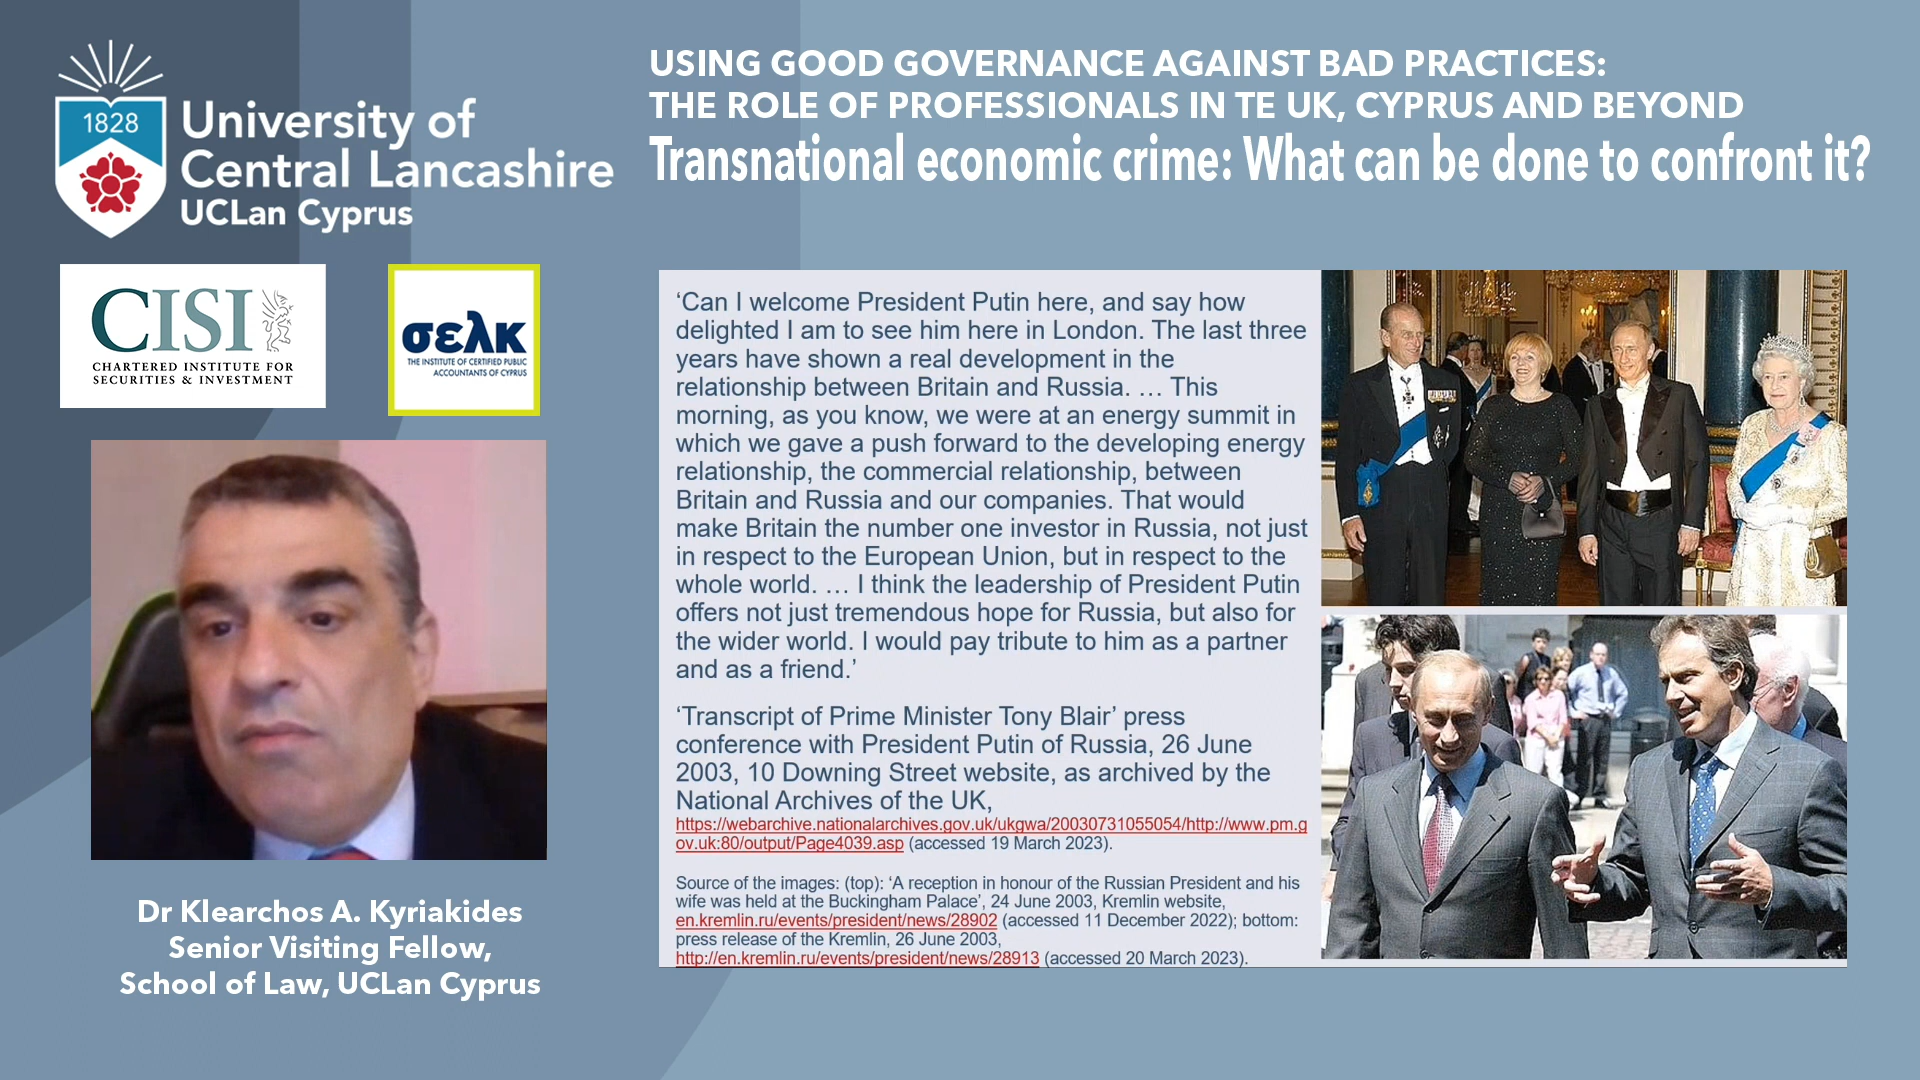 1828
University of
Central Lancashire
UCLan Cyprus
USING GOOD GOVERNANCE AGAINST BAD PRACTICES:
THE ROLE OF PROFESSIONALS IN TE UK, CYPRUS AND BEYOND
Transnational economic crime: What can be done to confront it?
CISI
CHARTERED INSTITUTE FOR
SECURITIES & INVESTMENT
σελκ
THE INSTITUTE OF CERTIFIED PUBLIC
ACCOUNTANTS OF CYPRUS
Dr Klearchos A. Kyriakides
Senior Visiting Fellow,
School of Law, UCLan Cyprus
‘Can I welcome President Putin here, and say how
delighted I am to see him here in London. The last three
years have shown a real development in the
relationship between Britain and Russia. … This
morning, as you know, we were at an energy summit in
which we gave a push forward to the developing energy
relationship, the commercial relationship, between
Britain and Russia and our companies. That would
make Britain the number one investor in Russia, not just
in respect to the European Union, but in respect to the
whole world. … I think the leadership of President Putin
offers not just tremendous hope for Russia, but also for
the wider world. I would pay tribute to him as a partner
and as a friend.’
‘Transcript of Prime Minister Tony Blair’ press
conference with President Putin of Russia, 26 June
2003, 10 Downing Street website, as archived by the
National Archives of the UK,
https://webarchive.nationalarchives.gov.uk/ukgwa/20030731055054/http://www.pm.g
ov.uk:80/output/Page4039.asp (accessed 19 March 2023).
Source of the images: (top): ‘A reception in honour of the Russian President and his
wife was held at the Buckingham Palace’, 24 June 2003, Kremlin website,
en.kremlin.ru/events/president/news/28902 (accessed 11 December 2022); bottom:
press release of the Kremlin, 26 June 2003,
http://en.kremlin.ru/events/president/news/28913 (accessed 20 March 2023).